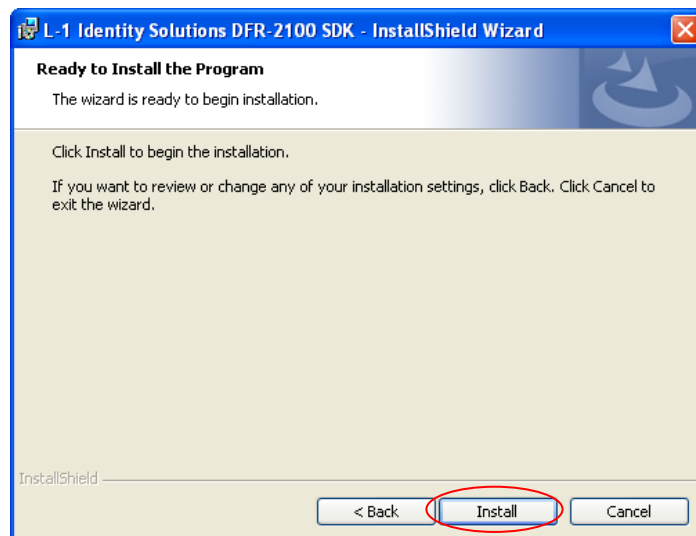 L-1 Identity Solutions DFR-2100 SDK - InstallShield Wizard
Ready to Install the Program
The wizard is ready to begin installation.
Click Install to begin the installation.
If you want to review or change any of your installation settings, click Back. Click Cancel to
exit the wizard.
InstallShield
< Back Install Cancel